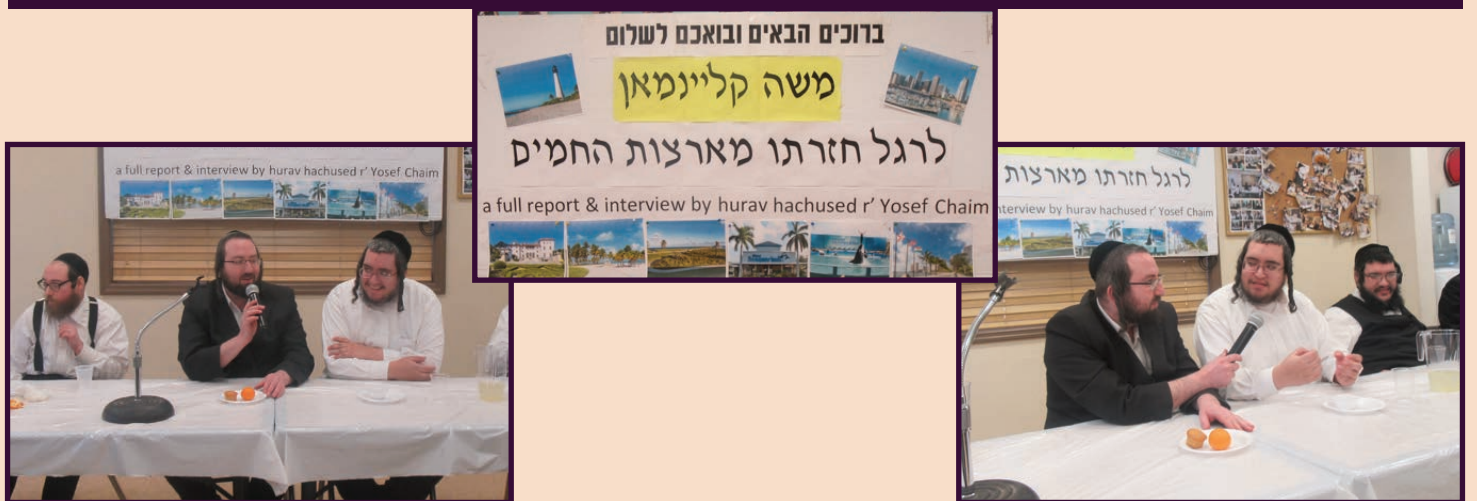 ברוכים הבאים ובואכם לשלום
משה קליינמאן
לרגל חזרתו מארצות החמים
a full report & interview by hurav hachused r' Yosef Chaim
a full report & interview by hurav hachused r' Yosef Chaim
לרגל חזרתו מארצות
nterview by hurav hachused r' Yosef Chaim